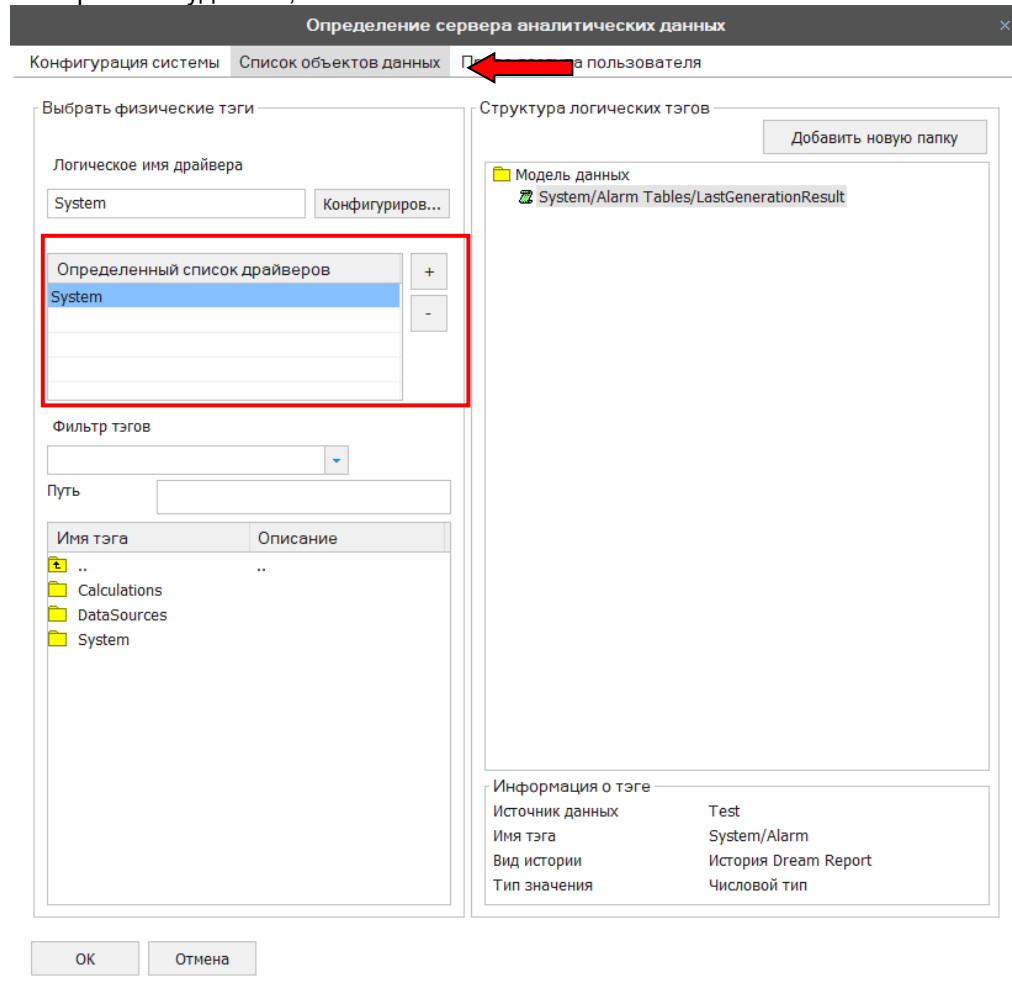 Определение сервера аналитических данных
Конфигурация системы Список объектов данных пользователя
Выбрать физические тэги
Логическое имя драйвера
System Конфигуриров...
Определенный список драйверов +
System
-
Фильтр тэгов
Путь
Имя тэга Описание
.. ..
Calculations
DataSources
System
Структура логических тэгов
Добавить новую папку
Модель данных
System/Alarm Tables/LastGenerationResult
Информация о тэге
Источник данных Test
Имя тэга System/Alarm
Вид истории История Dream Report
Тип значения Числовой тип
OK Отмена